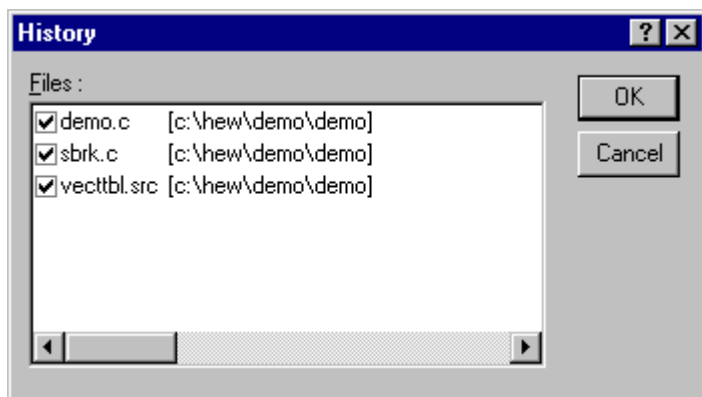 History
Files :
OK
demo.c [c:\hew\demo\demo]
sbrk.c [c:\hew\demo\demo]
Cancel
vecttbl.src [c:\hew\demo\demo]